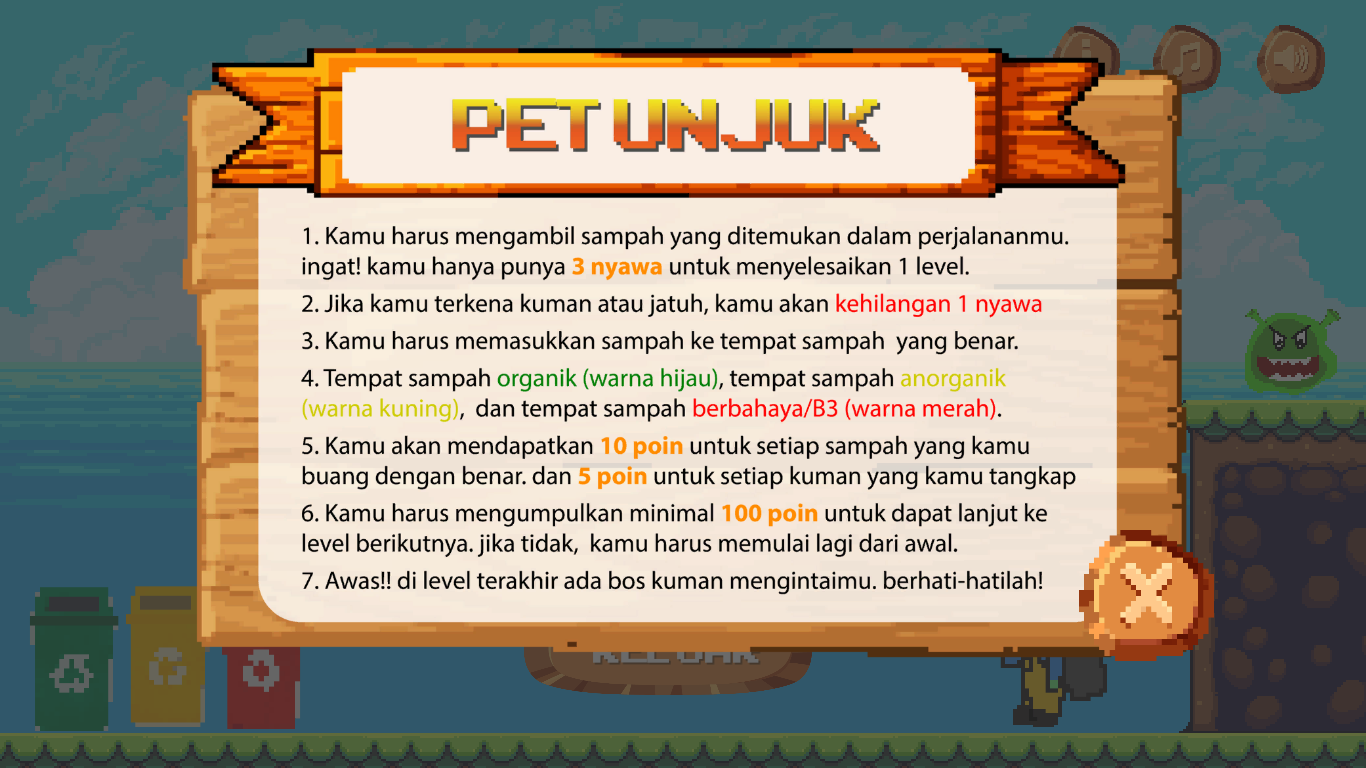 PETUNJUK
1. Kamu harus mengambil sampah yang ditemukan dalam perjalananmu.
ingat! kamu hanya punya 3 nyawa untuk menyelesaikan 1 level.
2. Jika kamu terkena kuman atau jatuh, kamu akan kehilangan 1 nyawa
3. Kamu harus memasukkan sampah ke tempat sampah  yang benar.
4. Tempat sampah organik (warna hijau), tempat sampah anorganik
(warna kuning),  dan tempat sampah berbahaya/B3 (warna merah).
5. Kamu akan mendapatkan 10 poin untuk setiap sampah yang kamu
buang dengan benar. dan 5 poin untuk setiap kuman yang kamu tangkap
6. Kamu harus mengumpulkan minimal 100 poin untuk dapat lanjut ke
level berikutnya. jika tidak,  kamu harus memulai lagi dari awal.
7. Awas!! di level terakhir ada bos kuman mengintaimu. berhati-hatilah!
KELUAR